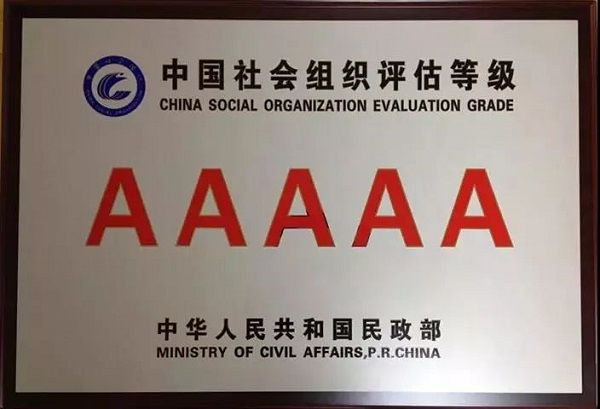 中国社会组织评估等级
CHINA SOCIAL ORGANIZATION EVALUATION GRADE
AAAAA
中华人民共和国民政部
MINISTRY OF CIVIL AFFAIRS,P.R.CHINA